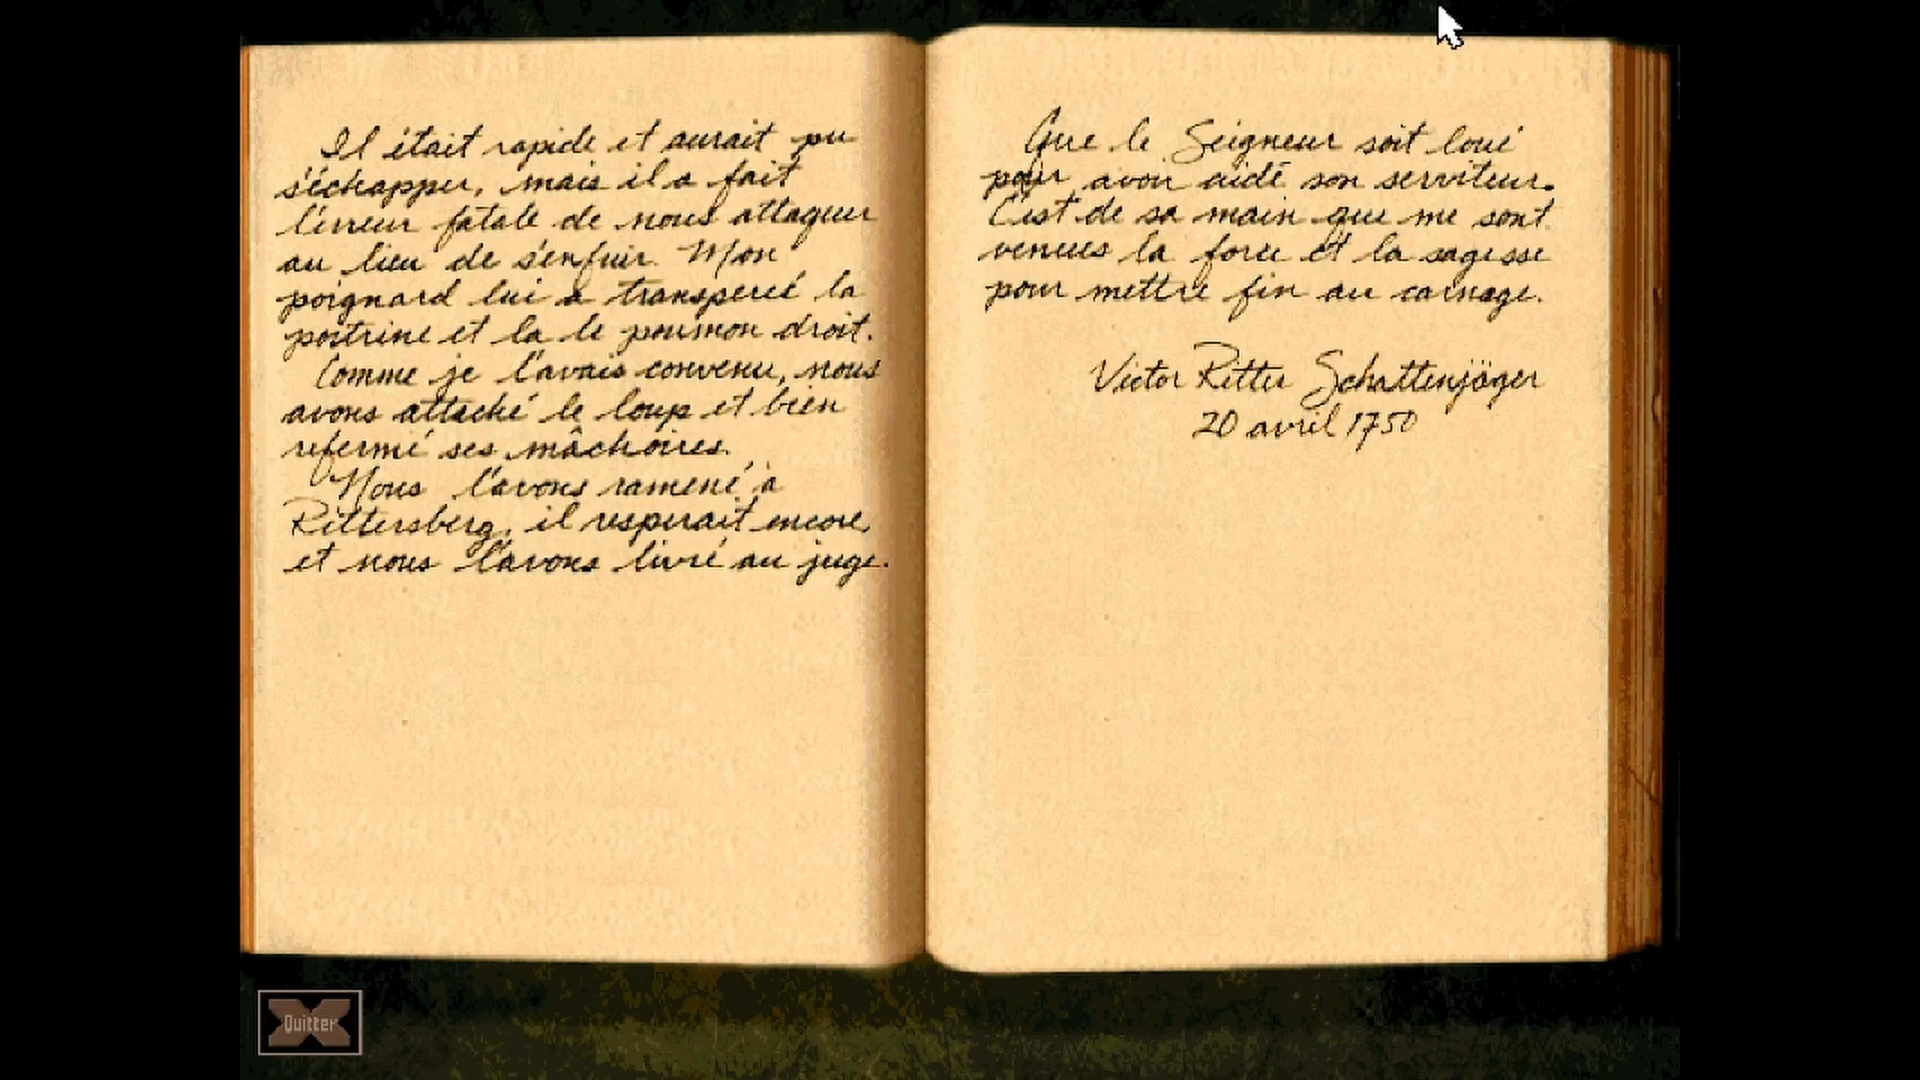 Il était rapide et aurait pu
s'échapper, mais il a fait
l'erreur fatale de nous attaquer
au lieu de s'enfuir. Mon
poignard lui a transpercé la
poitrine et la le poumon droit.
Comme je l'avais convenu, nous
avons attaché le loup et bien
refermé ses mâchoires.
Nous l'avons ramené à
Rittersberg, il respirait encore,
et nous l'avons livré au juge.
Que le Seigneur soit loué
pour avoir aidé son serviteur.
C'est de sa main que me sont
venues la force et la sagesse
pour mettre fin au carnage.
Victor Ritter Schattenjäger
20 avril 1750
Quitter